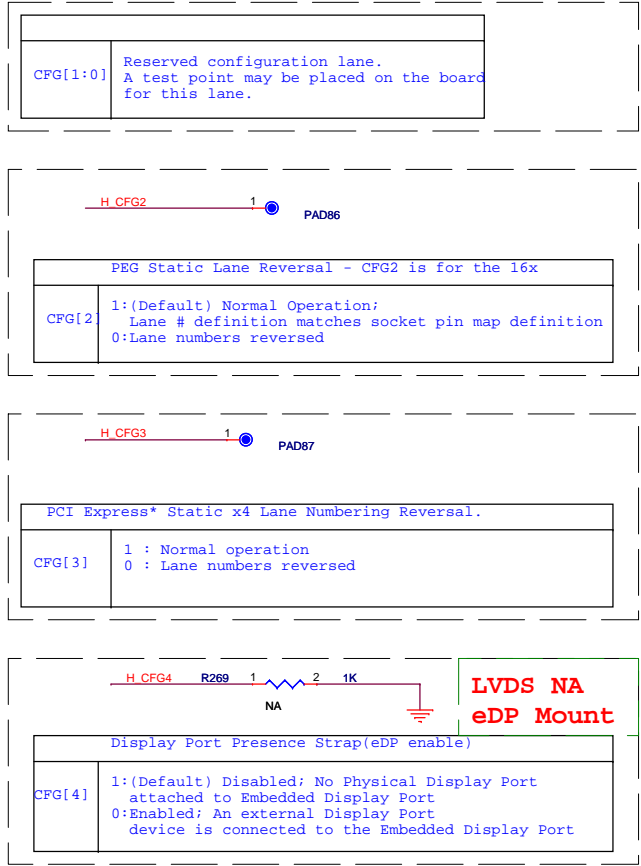 CFG[1:0]
Reserved configuration lane.
A test point may be placed on the board
for this lane.
H_CFG2 1
PAD86
PEG Static Lane Reversal - CFG2 is for the 16x
CFG[2]
1:(Default) Normal Operation;
Lane # definition matches socket pin map definition
0:Lane numbers reversed
H_CFG3 1
PAD87
PCI Express* Static x4 Lane Numbering Reversal.
CFG[3]
1 : Normal operation
0 : Lane numbers reversed
H_CFG4 R269 1 2 1K
NA
LVDS NA
eDP Mount
Display Port Presence Strap(eDP enable)
CFG[4]
1:(Default) Disabled; No Physical Display Port
attached to Embedded Display Port
0:Enabled; An external Display Port
device is connected to the Embedded Display Port